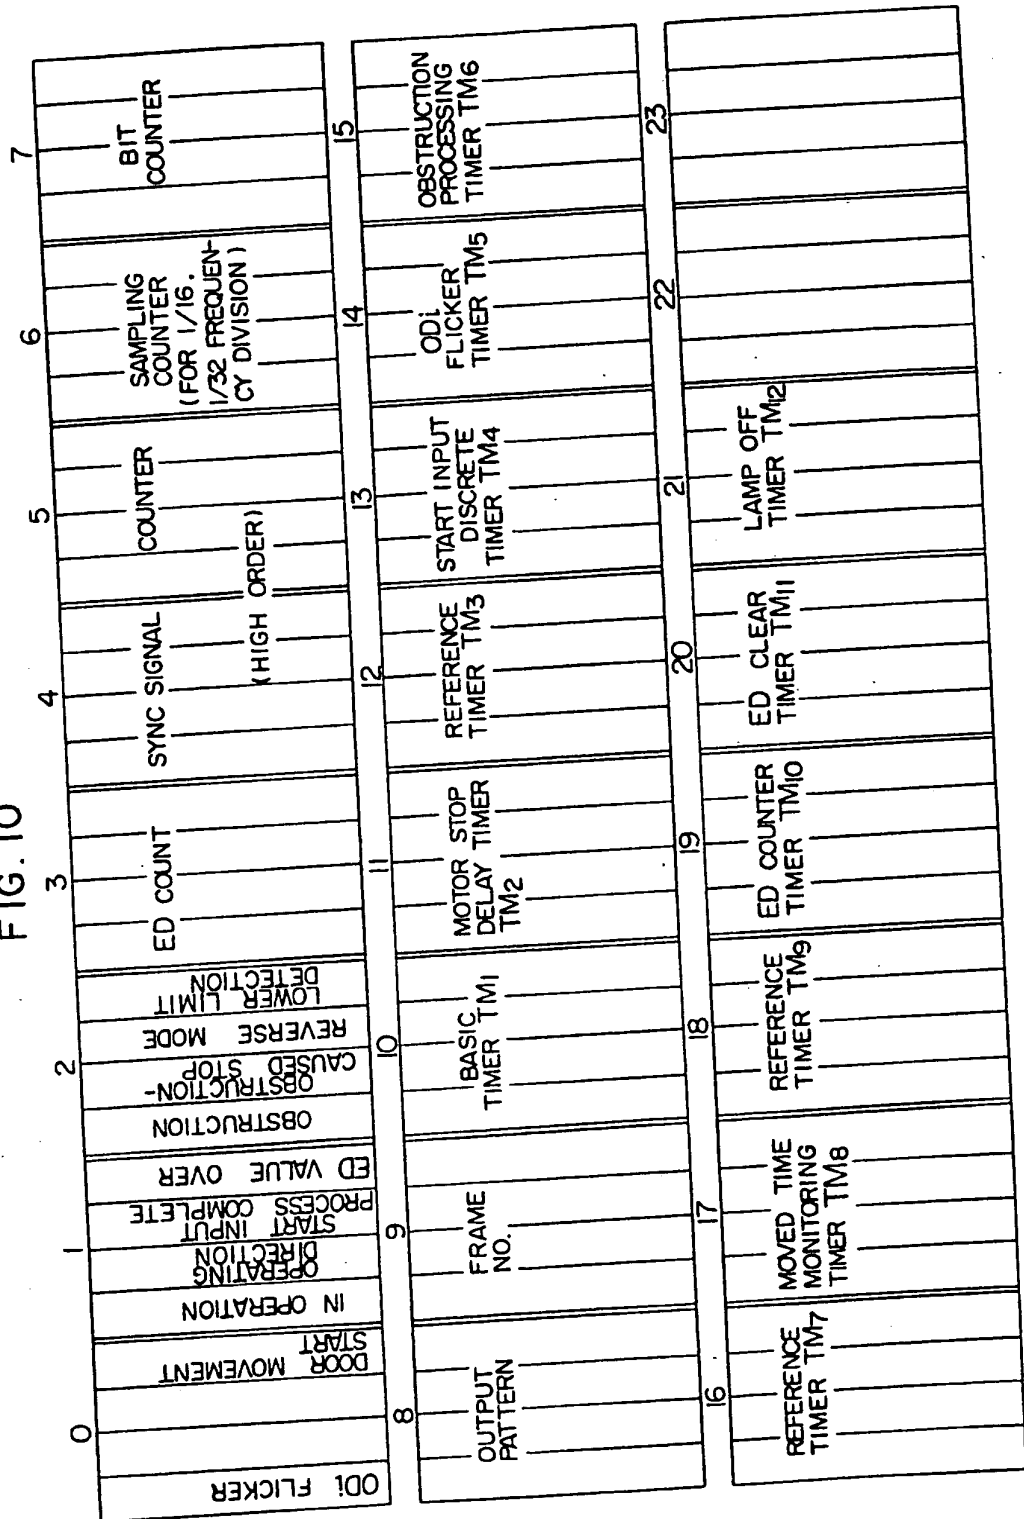 FIG. 10
0
1
2
3
4
5
6
7
ODi FLICKER
DOOR MOVEMENT
START
IN OPERATION
OPERATING
DIRECTION
START INPUT
PROCESS COMPLETE
ED VALUE OVER
OBSTRUCTION
OBSTRUCTION-
CAUSED STOP
REVERSE MODE
LOWER LIMIT
DETECTION
ED COUNT
SYNC SIGNAL COUNTER
(HIGH ORDER)
SAMPLING
COUNTER
(FOR 1/16.
1/32 FREQUEN-
CY DIVISION)
BIT
COUNTER
8
9
10
11
12
13
14
15
OUTPUT
PATTERN
FRAME
NO.
BASIC
TIMER TM1
MOTOR STOP
DELAY TIMER
TM2
REFERENCE
TIMER TM3
START INPUT
DISCRETE
TIMER TM4
ODi
FLICKER
TIMER TM5
OBSTRUCTION
PROCESSING
TIMER TM6
16
17
18
19
20
21
22
23
REFERENCE
TIMER TM7
MOVED TIME
MONITORING
TIMER TM8
REFERENCE
TIMER TM9
ED COUNTER
TIMER TM10
ED CLEAR
TIMER TM11
LAMP OFF
TIMER TM12